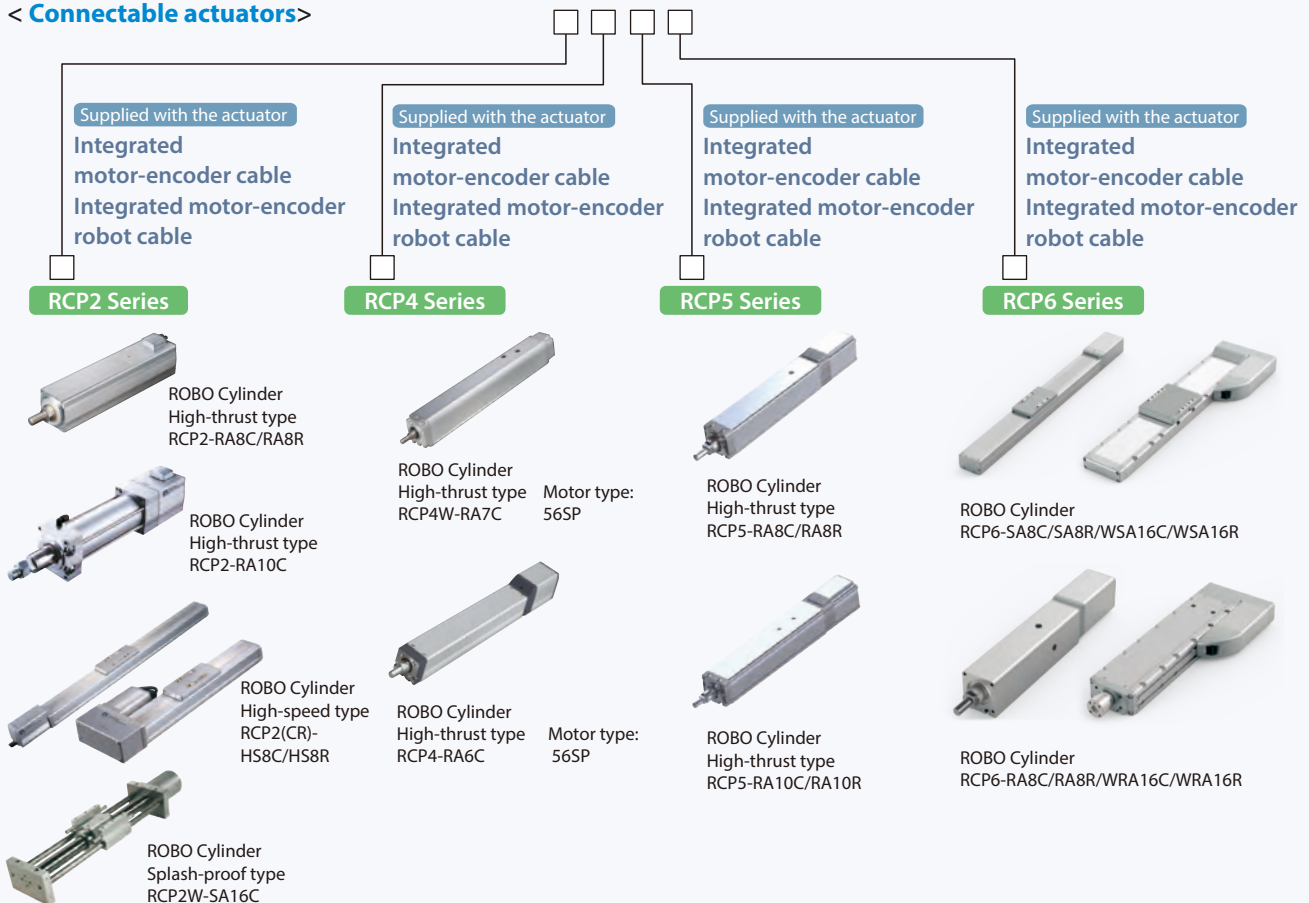 < Connectable actuators>
Supplied with the actuator
Integrated
motor-encoder cable
Integrated motor-encoder
robot cable
RCP2 Series
ROBO Cylinder
High-thrust type
RCP2-RA8C/RA8R
ROBO Cylinder
High-thrust type
RCP2-RA10C
ROBO Cylinder
High-speed type
RCP2(CR)-
HS8C/HS8R
ROBO Cylinder
Splash-proof type
RCP2W-SA16C
Supplied with the actuator
Integrated
motor-encoder cable
Integrated motor-encoder
robot cable
RCP4 Series
ROBO Cylinder
High-thrust type
RCP4W-RA7C
Motor type:
56SP
ROBO Cylinder
High-thrust type
RCP4-RA6C
Motor type:
56SP
Supplied with the actuator
Integrated
motor-encoder cable
Integrated motor-encoder
robot cable
RCP5 Series
ROBO Cylinder
High-thrust type
RCP5-RA8C/RA8R
ROBO Cylinder
High-thrust type
RCP5-RA10C/RA10R
Supplied with the actuator
Integrated
motor-encoder cable
Integrated motor-encoder
robot cable
RCP6 Series
ROBO Cylinder
RCP6-SA8C/SA8R/WSA16C/WSA16R
ROBO Cylinder
RCP6-RA8C/RA8R/WRA16C/WRA16R